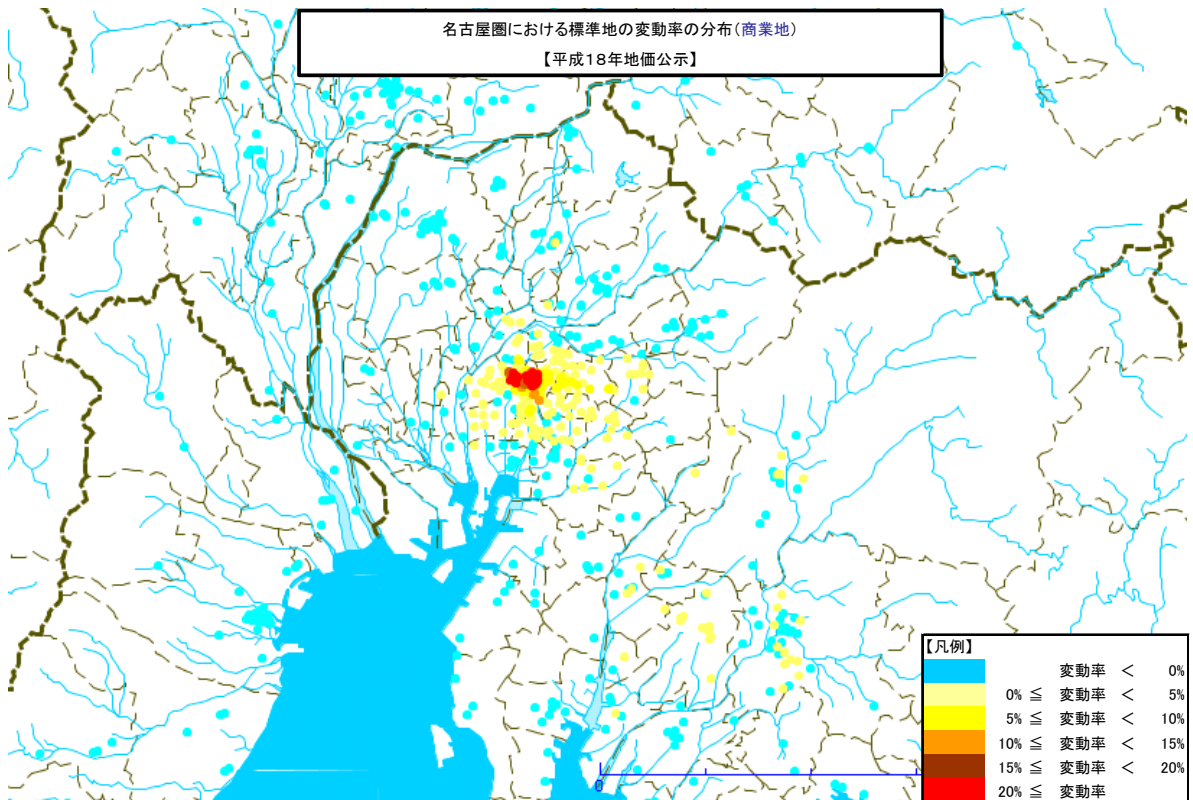 名古屋圏における標準地の変動率の分布(商業地)
【平成18年地価公示】
【凡例】
変動率 ＜ 0%
0% ≦ 変動率 ＜ 5%
5% ≦ 変動率 ＜ 10%
10% ≦ 変動率 ＜ 15%
15% ≦ 変動率 ＜ 20%
20% ≦ 変動率
0